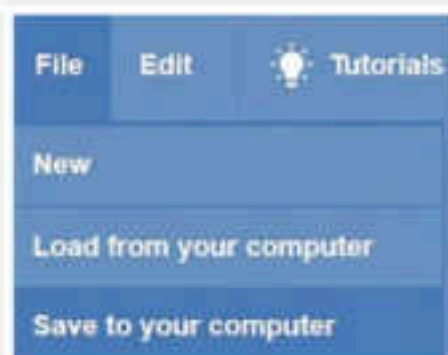 File Edit Tutorials
New
Load from your computer
Save to your computer